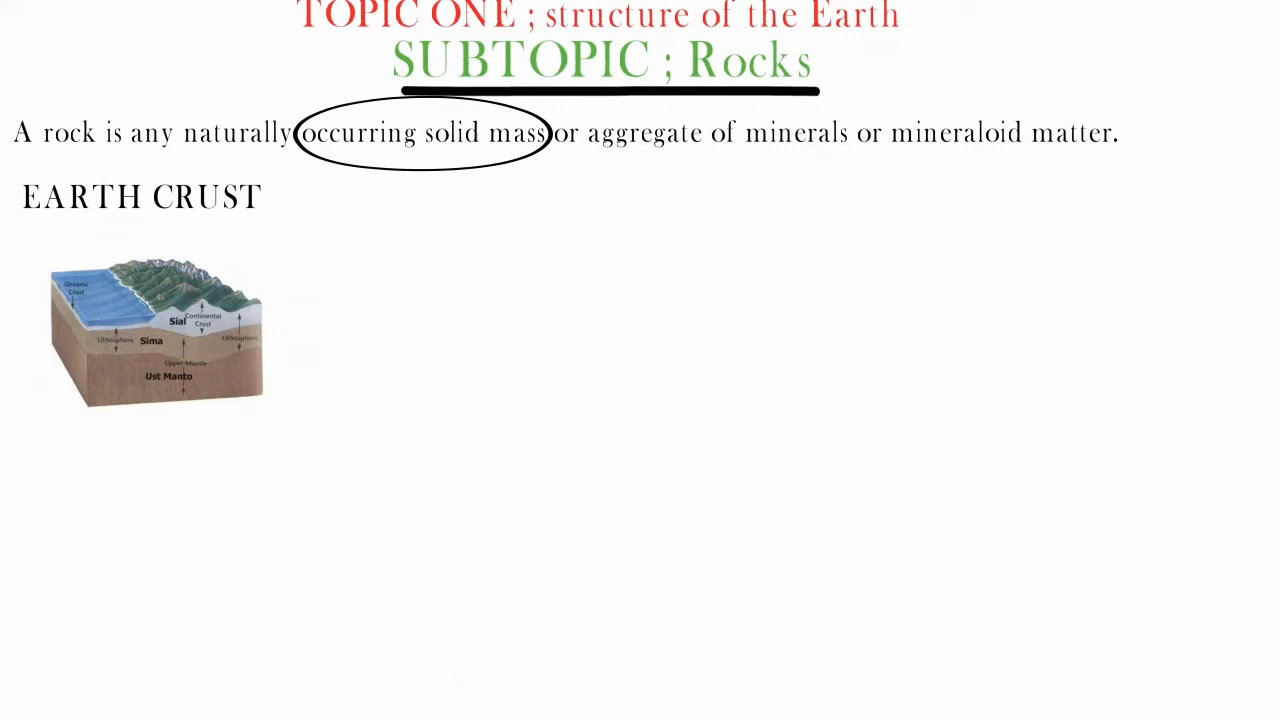 TOPIC ONE ; structure of the Earth
SUBTOPIC ; Rocks
A rock is any naturally occurring solid mass or aggregate of minerals or mineraloid matter.
EARTH CRUST
Oceanic
Crust
Sial
Continental
Crust
Lithosphere
Sima
Lithosphere
Upper Mantle
Ust Manto